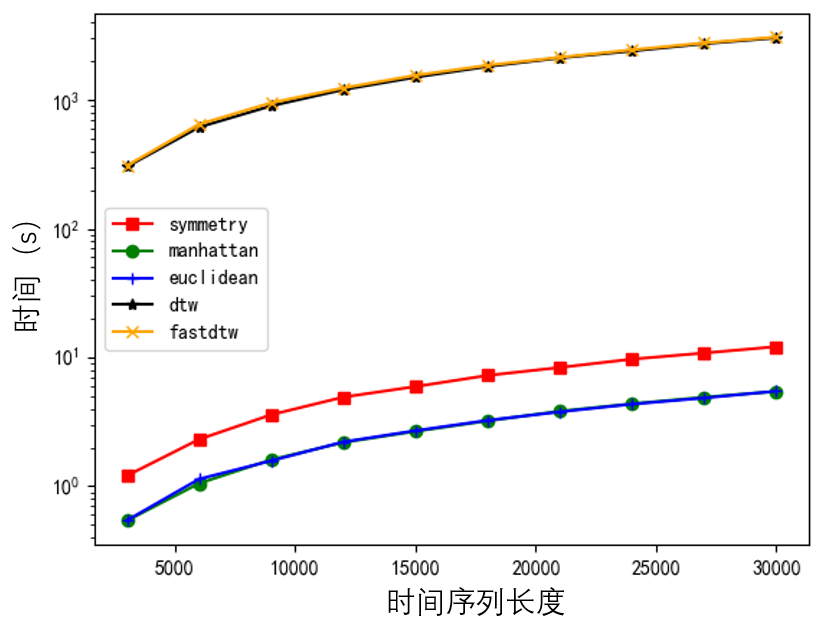 10³
10²
10¹
10⁰
时间 (s)
symmetry
manhattan
euclidean
dtw
fastdtw
5000 10000 15000 20000 25000 30000
时间序列长度